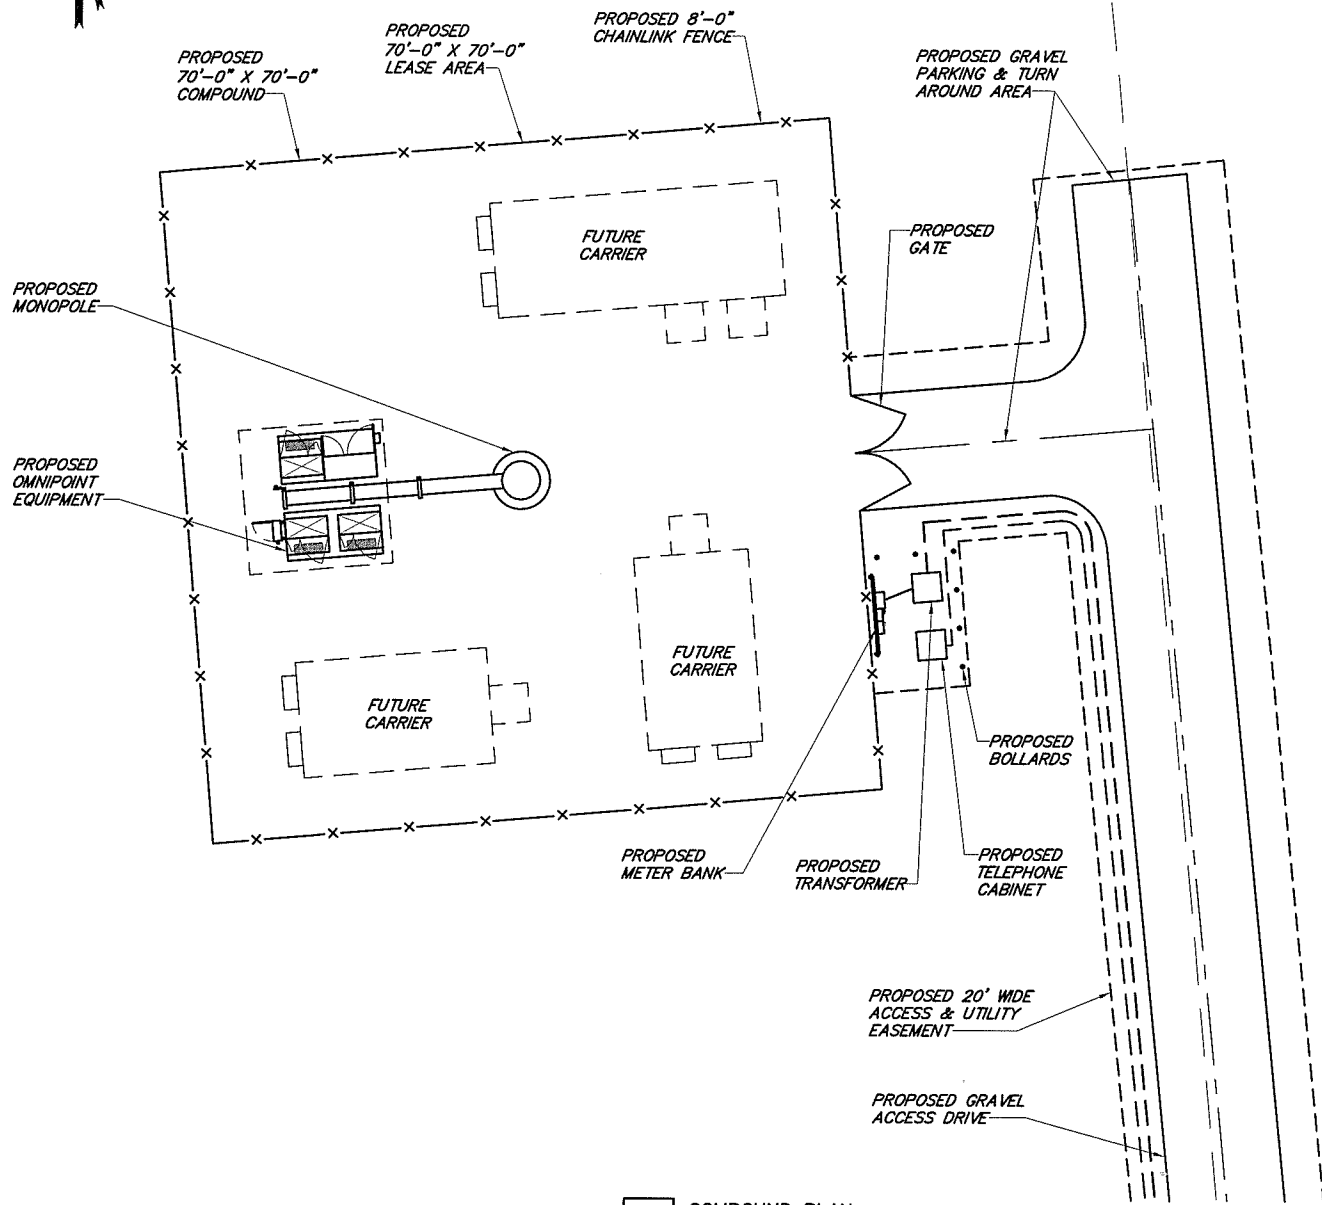 PROPOSED
70'-0" X 70'-0"
COMPOUND
PROPOSED
70'-0" X 70'-0"
LEASE AREA
PROPOSED 8'-0"
CHAINLINK FENCE
PROPOSED GRAVEL
PARKING & TURN
AROUND AREA
FUTURE
CARRIER
PROPOSED
GATE
PROPOSED
MONOPOLE
PROPOSED
OMNIPOINT
EQUIPMENT
FUTURE
CARRIER
FUTURE
CARRIER
PROPOSED
BOLLARDS
PROPOSED
METER BANK
PROPOSED
TRANSFORMER
PROPOSED
TELEPHONE
CABINET
PROPOSED 20' WIDE
ACCESS & UTILITY
EASEMENT
PROPOSED GRAVEL
ACCESS DRIVE
COMPOUND PLAN